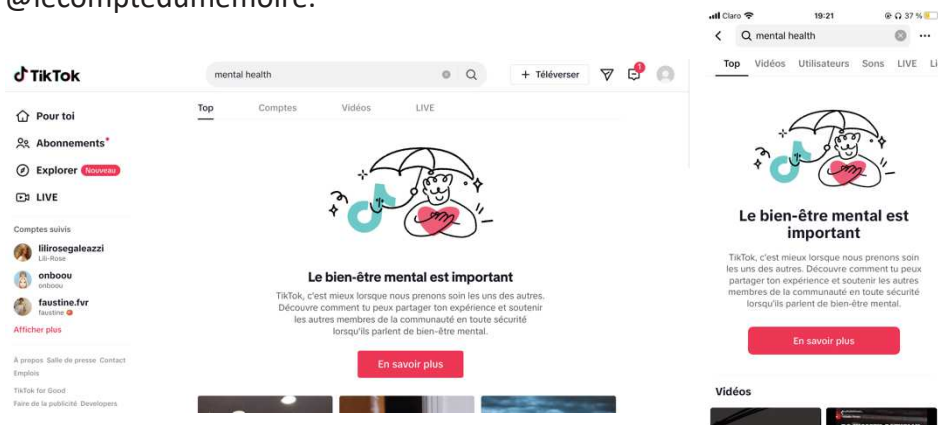 @lecomptedumemoire.
TikTok
mental health
+ Téléverser
1
Top Comptes Vidéos LIVE
Pour toi
Abonnements
Explorer Nouveau
LIVE
Comptes suivis
lilirosegaleazzi
Lili-Rose
onboou
onboou
faustine.fvr
faustine
Afficher plus
À propos Salle de presse Contact
Emplois
TikTok for Good
Faire de la publicité Developers
Le bien-être mental est important
TikTok, c'est mieux lorsque nous prenons soin les uns des autres.
Découvre comment tu peux partager ton expérience et soutenir
les autres membres de la communauté en toute sécurité
lorsqu'ils parlent de bien-être mental.
En savoir plus
Claro 19:21 37 %
mental health
Top Vidéos Utilisateurs Sons LIVE Li
Le bien-être mental est
important
TikTok, c'est mieux lorsque nous prenons soin
les uns des autres. Découvre comment tu peux
partager ton expérience et soutenir les autres
membres de la communauté en toute sécurité
lorsqu'ils parlent de bien-être mental.
En savoir plus
Vidéos